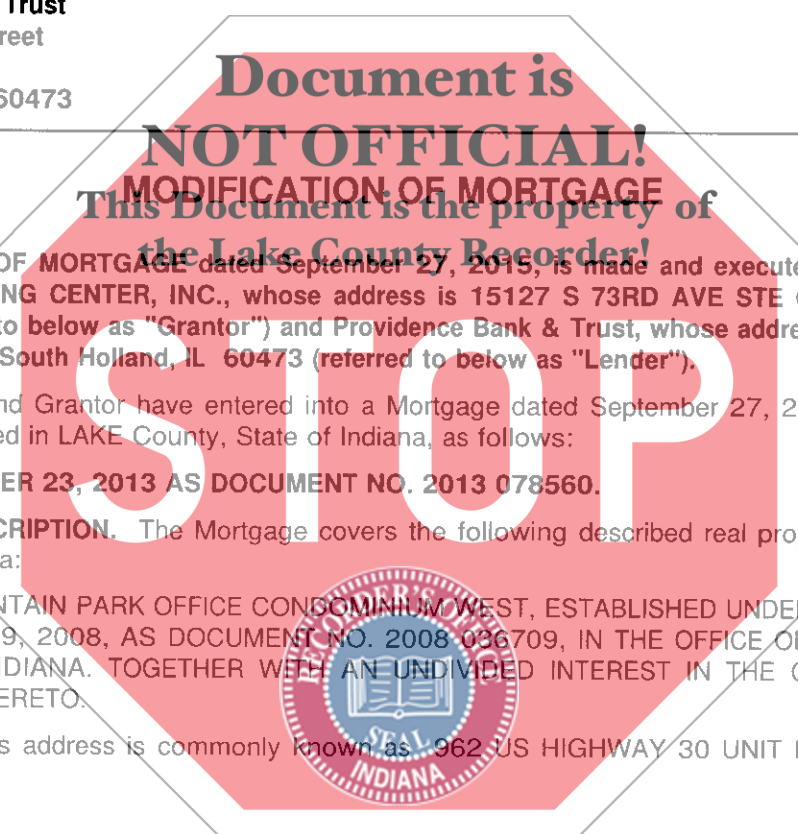 Trust
reet
60473
Document is
NOT OFFICIAL!
MODIFICATION OF MORTGAGE
This Document is the property of
the Lake County Recorder!
OF MORTGAGE dated September 27, 2015, is made and execute
NG CENTER, INC., whose address is 15127 S 73RD AVE STE
to below as "Grantor") and Providence Bank & Trust, whose addre
South Holland, IL 60473 (referred to below as "Lender").
nd Grantor have entered into a Mortgage dated September 27, 2
ed in LAKE County, State of Indiana, as follows:
ER 23, 2013 AS DOCUMENT NO. 2013 078560.
CRIPTION. The Mortgage covers the following described real pro
a:
NTAIN PARK OFFICE CONDOMINIUM WEST, ESTABLISHED UNDER
9, 2008, AS DOCUMENT NO. 2008 036709, IN THE OFFICE OF
NDIANA. TOGETHER WITH AN UNDIVIDED INTEREST IN THE
ERETO.
s address is commonly known as 962 US HIGHWAY 30 UNIT
STOP
RECORDER'S OFFICE
SEAL
INDIANA